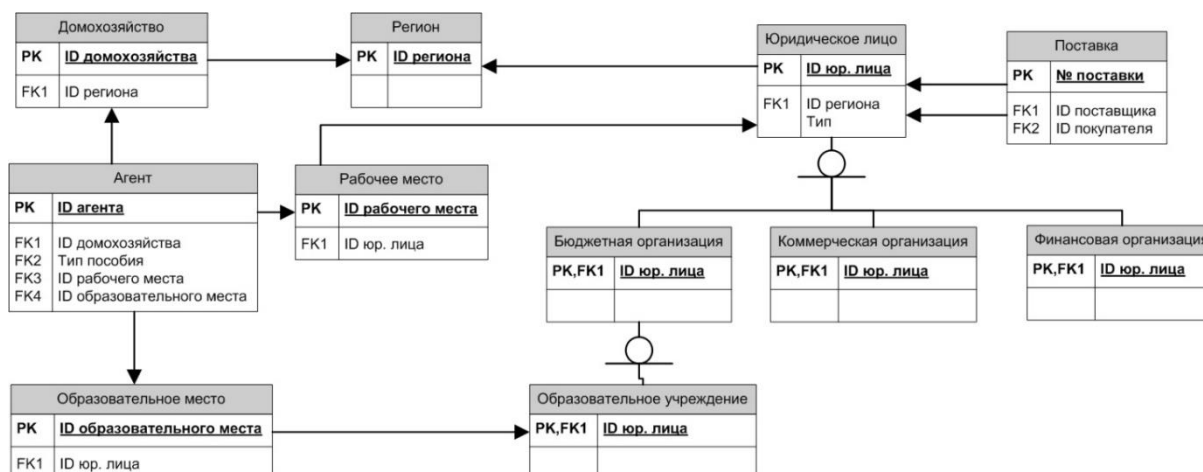 Домохозяйство
PK ID домохозяйства
FK1 ID региона
Регион
PK ID региона
Юридическое лицо
PK ID юр. лица
FK1 ID региона
Тип
Поставка
PK № поставки
FK1 ID поставщика
FK2 ID покупателя
Агент
PK ID агента
FK1 ID домохозяйства
FK2 Тип пособия
FK3 ID рабочего места
FK4 ID образовательного места
Рабочее место
PK ID рабочего места
FK1 ID юр. лица
Бюджетная организация
PK,FK1 ID юр. лица
Коммерческая организация
PK,FK1 ID юр. лица
Финансовая организация
PK,FK1 ID юр. лица
Образовательное место
PK ID образовательного места
FK1 ID юр. лица
Образовательное учреждение
PK,FK1 ID юр. лица